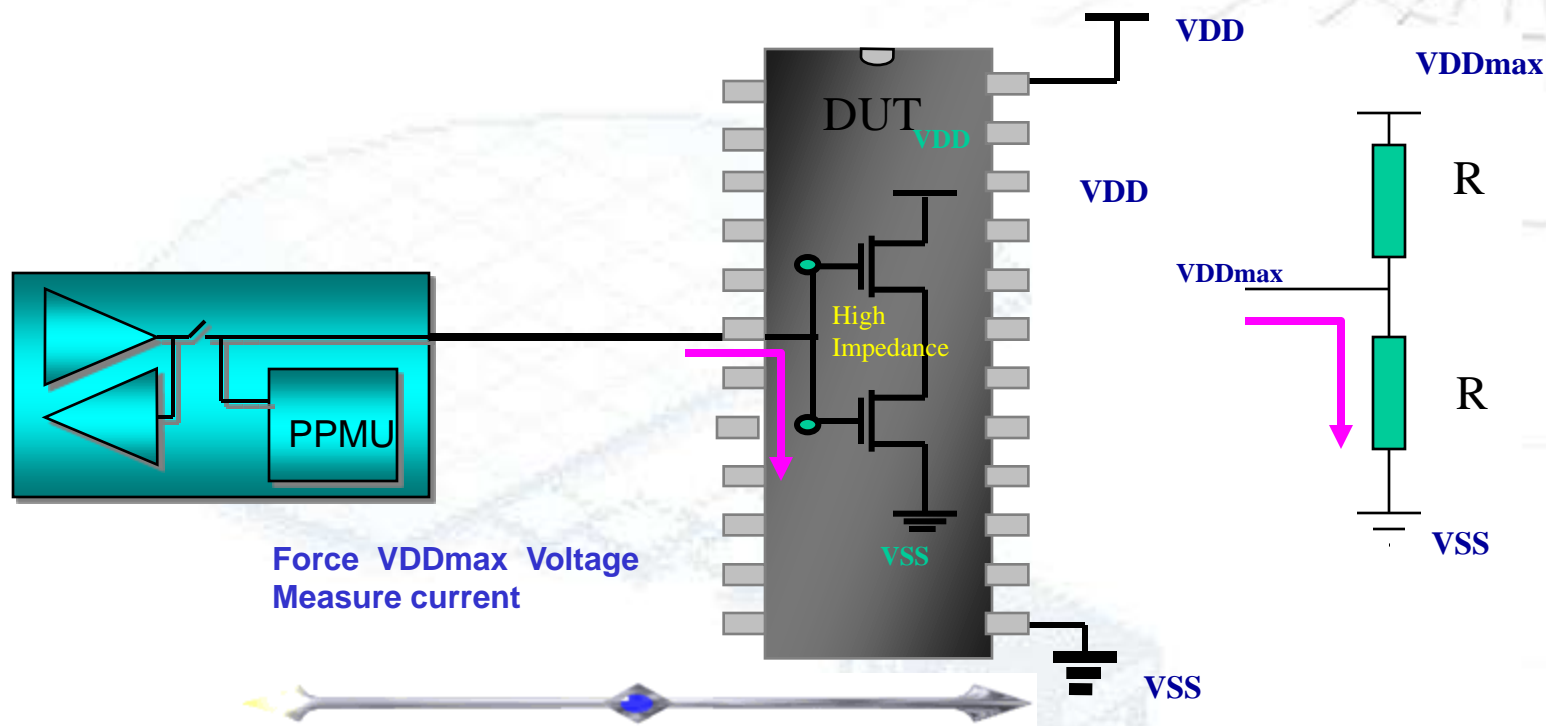 VDD
VDDmax
DUT
VDD
R
VDD
VDDmax
High
Impedance
R
PPMU
VSS
VSS
Force VDDmax Voltage
Measure current
VSS